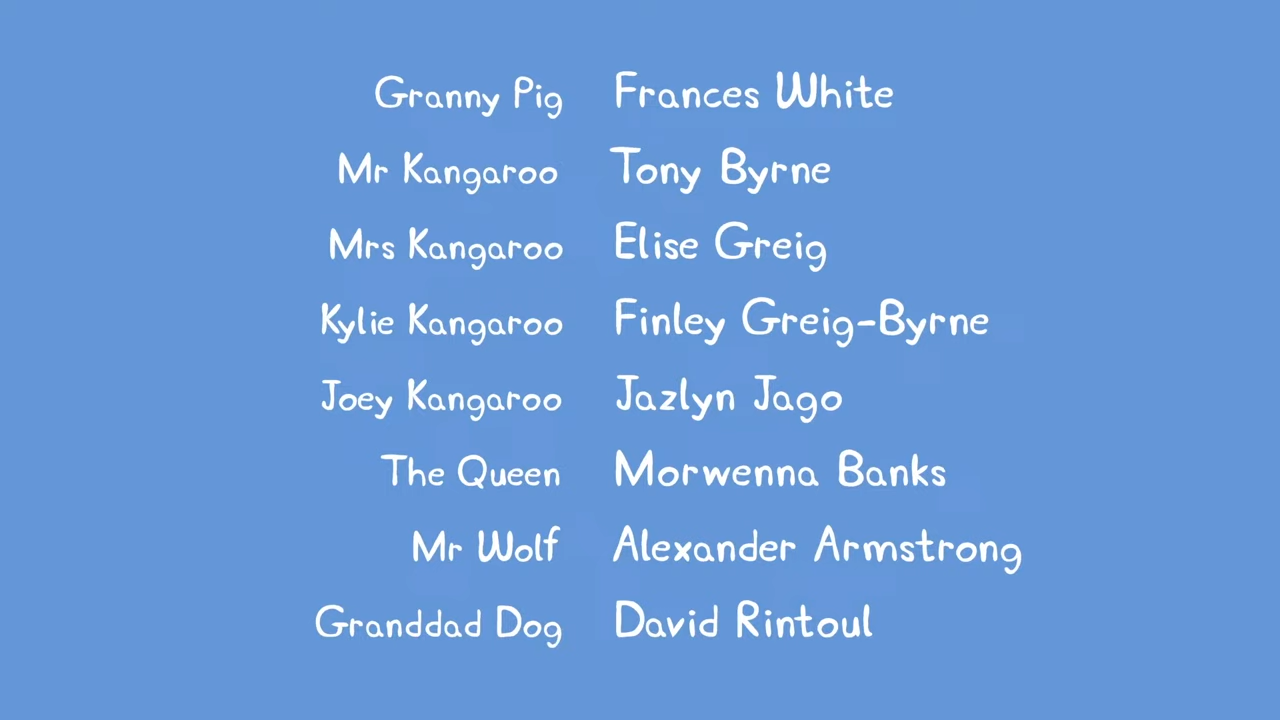 Granny Pig Frances White
Mr Kangaroo Tony Byrne
Mrs Kangaroo Elise Greig
Kylie Kangaroo Finley Greig-Byrne
Joey Kangaroo Jazlyn Jago
The Queen Morwenna Banks
Mr Wolf Alexander Armstrong
Granddad Dog David Rintoul